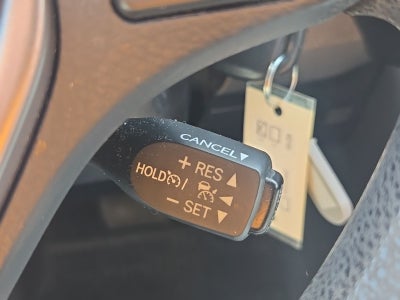 CANCEL▼
+ RES ▲
HOLD /
− SET ▼